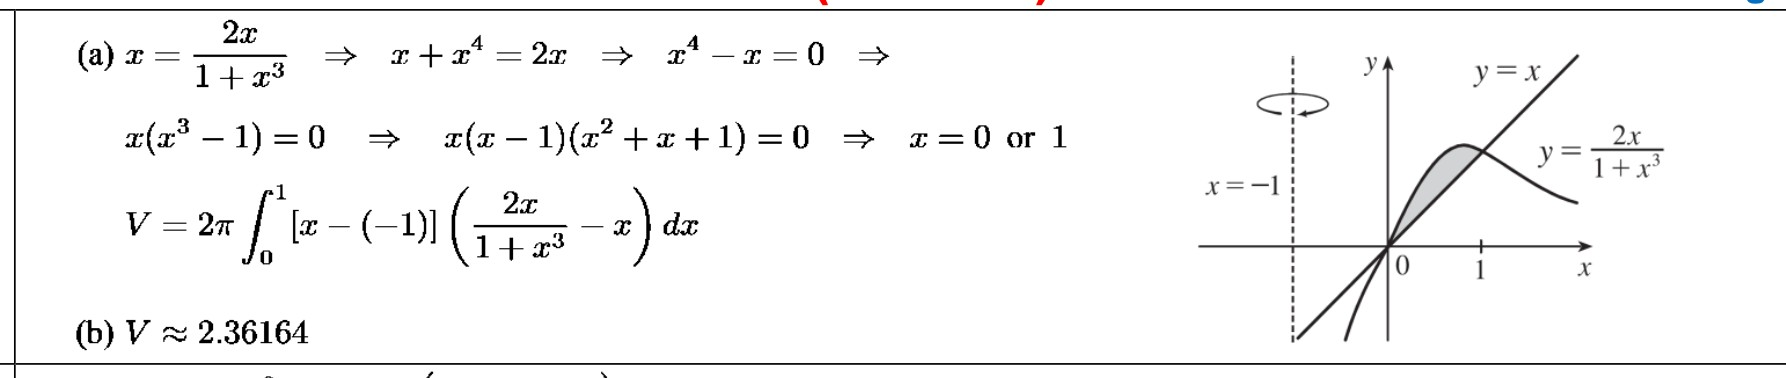 (a) x = 2x/(1 + x³) ⇒ x + x⁴ = 2x ⇒ x⁴ − x = 0 ⇒
x(x³ − 1) = 0 ⇒ x(x − 1)(x² + x + 1) = 0 ⇒ x = 0 or 1
V = 2π ∫₀¹ [x − (−1)] (2x/(1 + x³) − x) dx
(b) V ≈ 2.36164
y
y = x
y = 2x/(1 + x³)
x = −1
0
1
x